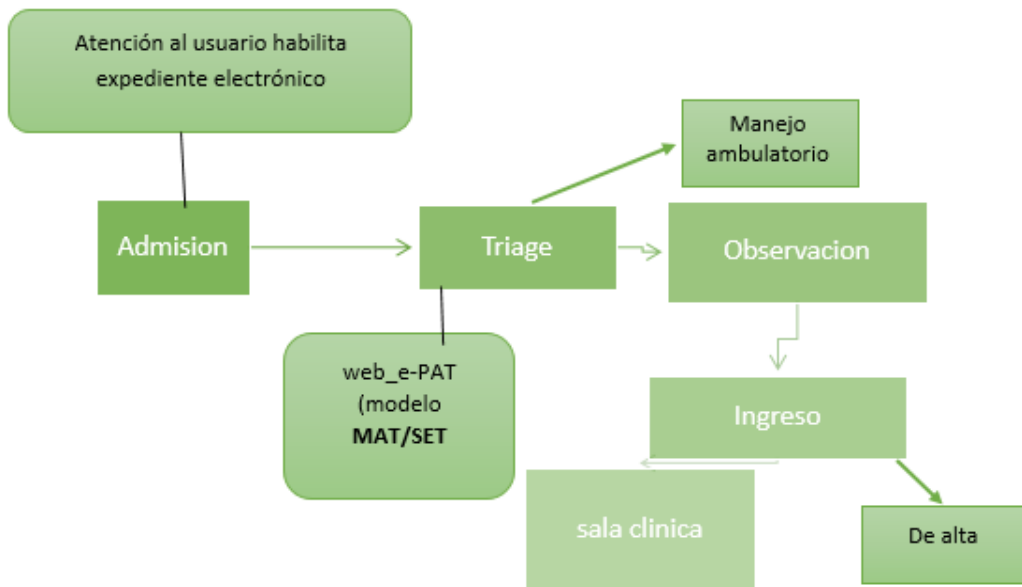 Atención al usuario habilita
expediente electrónico
Manejo
ambulatorio
Admision
Triage
Observacion
web_e-PAT
(modelo
MAT/SET
Ingreso
sala clinica
De alta